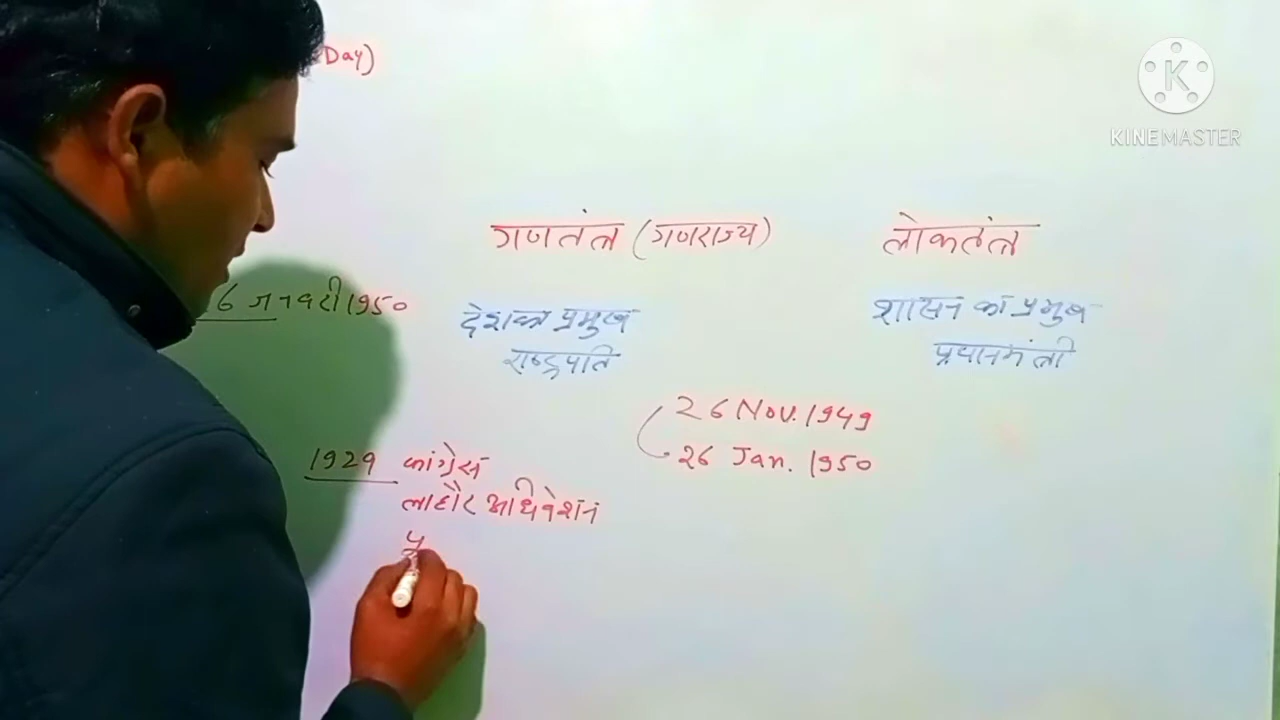 Day)
KINEMASTER
गणतंत्र (गणराज्य)
लोकतंत्र
6 जनवरी 1950
देश का प्रमुख
राष्ट्रपति
शासन का प्रमुख
प्रधानमंत्री
26 Nov. 1949
26 Jan. 1950
1929 कांग्रेस
लाहौर अधिवेशन